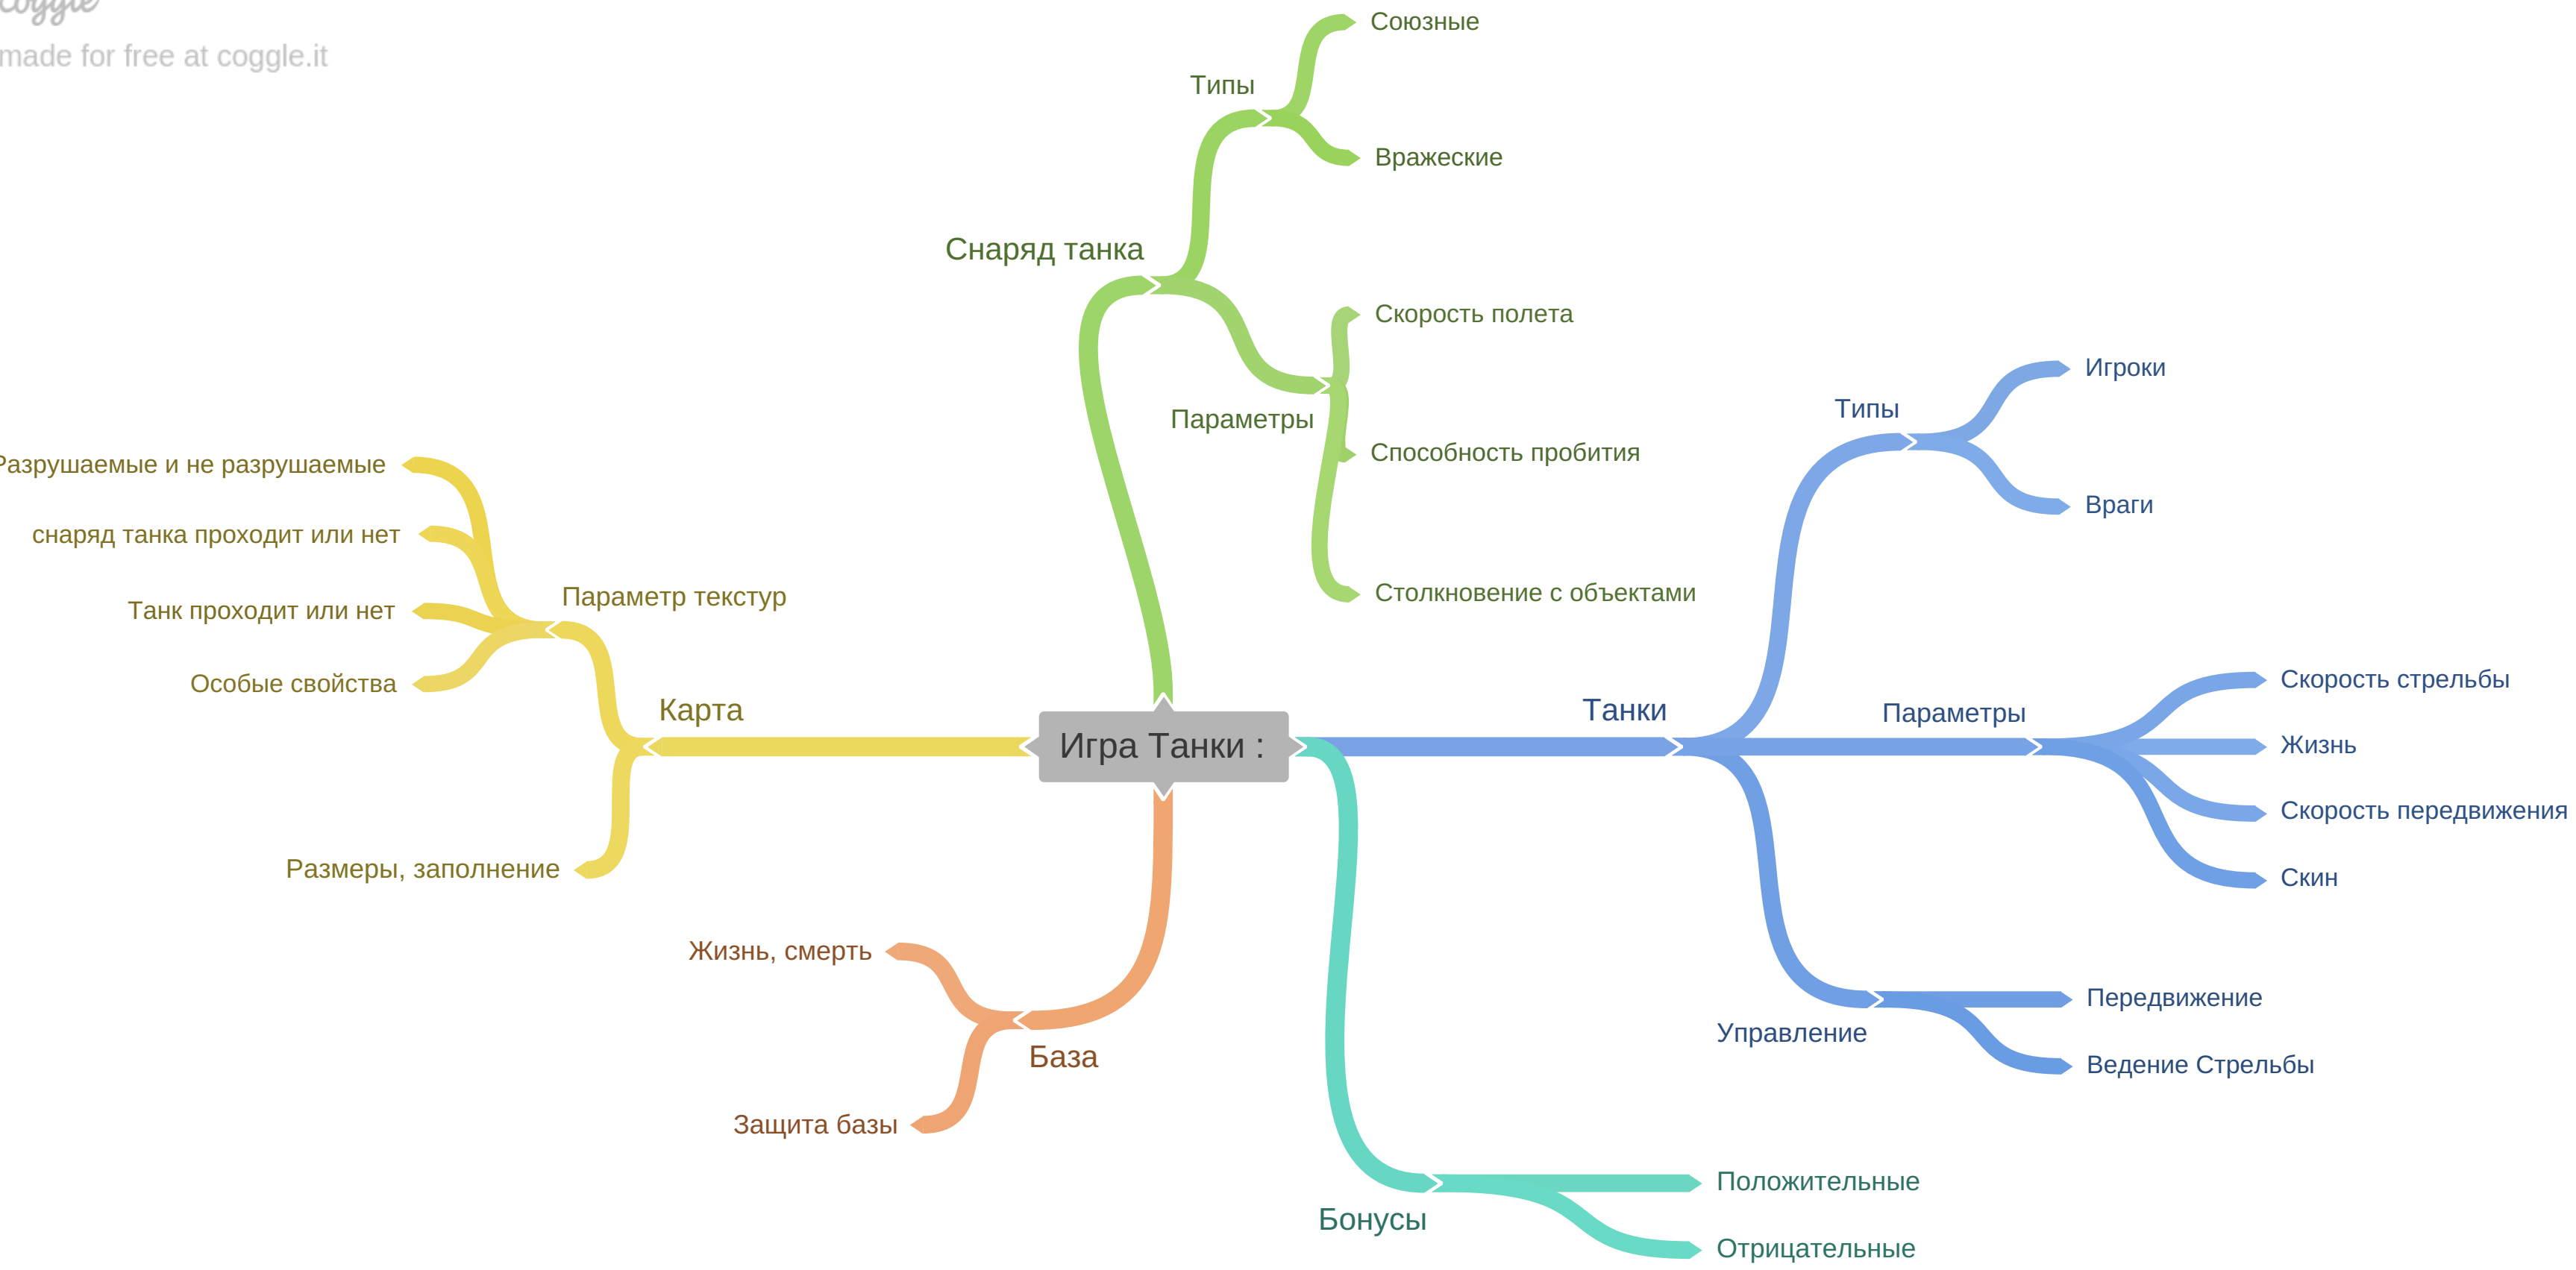 coggle
made for free at coggle.it
Союзные
Типы
Вражеские
Снаряд танка
Скорость полета
Параметры
Способность пробития
Столкновение с объектами
Игроки
Типы
Враги
Разрушаемые и не разрушаемые
снаряд танка проходит или нет
Параметр текстур
Танк проходит или нет
Особые свойства
Карта
Размеры, заполнение
Игра Танки :
Танки
Параметры
Скорость стрельбы
Жизнь
Скорость передвижения
Скин
Управление
Передвижение
Ведение Стрельбы
Жизнь, смерть
База
Защита базы
Бонусы
Положительные
Отрицательные